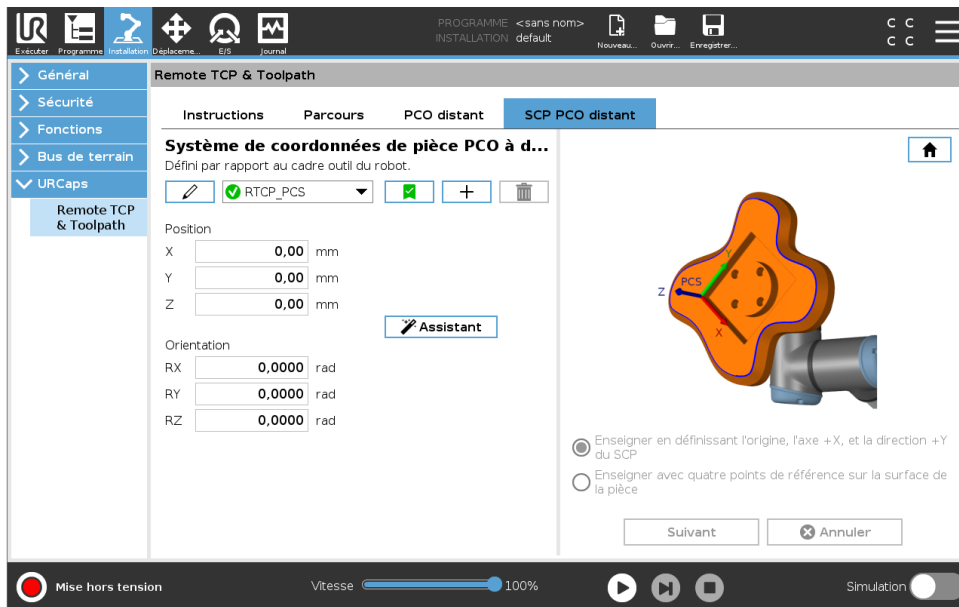 PROGRAMME <sans nom>
INSTALLATION default
Exécuter
Programme
Installation
Déplaceme...
E/S
Journal
Nouveau...
Ouvrir...
Enregistrer...
C C
C C
Général
Sécurité
Fonctions
Bus de terrain
URCaps
Remote TCP
& Toolpath
Remote TCP & Toolpath
Instructions
Parcours
PCO distant
SCP PCO distant
Système de coordonnées de pièce PCO à d...
Défini par rapport au cadre outil du robot.
RTCP_PCS
Position
X 0,00 mm
Y 0,00 mm
Z 0,00 mm
Assistant
Orientation
RX 0,0000 rad
RY 0,0000 rad
RZ 0,0000 rad
Y
PCS
Z
X
Enseigner en définissant l'origine, l'axe +X, et la direction +Y
du SCP
Enseigner avec quatre points de référence sur la surface de
la pièce
Suivant
Annuler
Mise hors tension
Vitesse
100%
Simulation